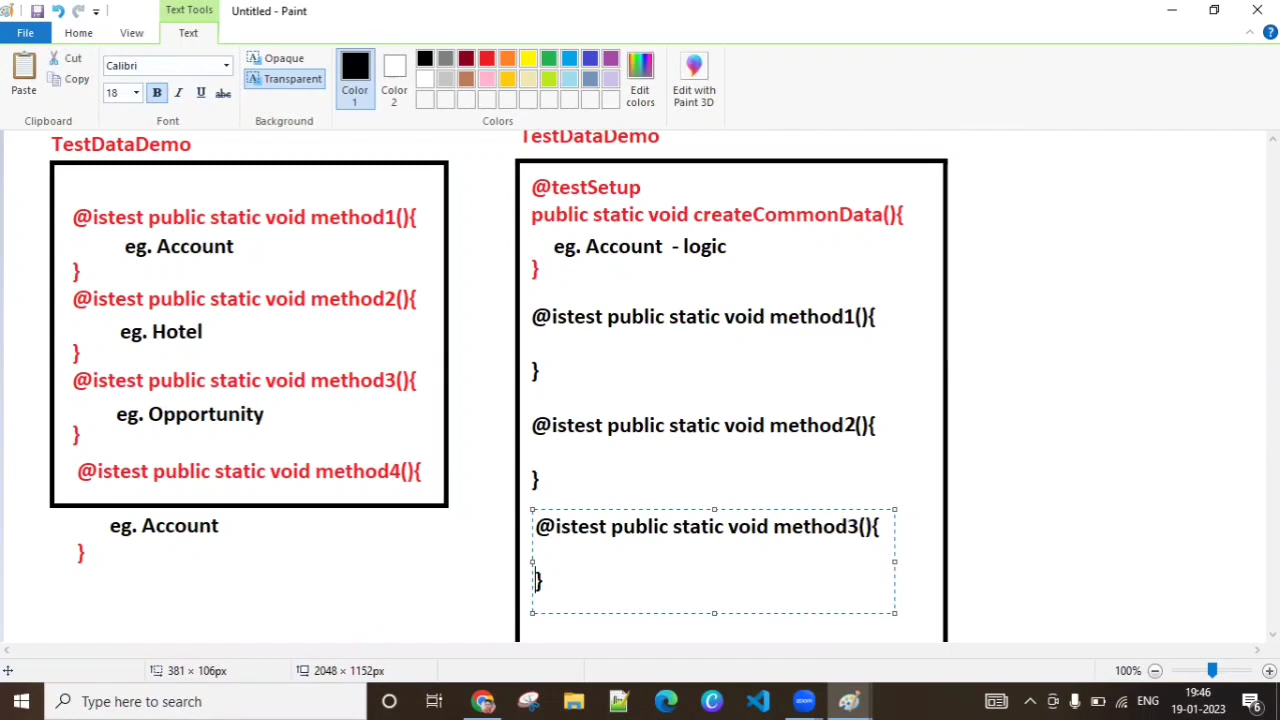 Text Tools
Untitled - Paint
File
Home
View
Text
Paste
Cut
Copy
Clipboard
Calibri
18
B
I
U
abc
Font
Opaque
Transparent
Background
Color
1
Color
2
Edit
colors
Edit with
Paint 3D
Colors
TestDataDemo
@istest public static void method1(){
eg. Account
}
@istest public static void method2(){
eg. Hotel
}
@istest public static void method3(){
eg. Opportunity
}
@istest public static void method4(){
eg. Account
}
TestDataDemo
@testSetup
public static void createCommonData(){
eg. Account - logic
}
@istest public static void method1(){
}
@istest public static void method2(){
}
@istest public static void method3(){
}
381 × 106px
2048 × 1152px
100%
Type here to search
zoom
ENG
19:46
19-01-2023
6